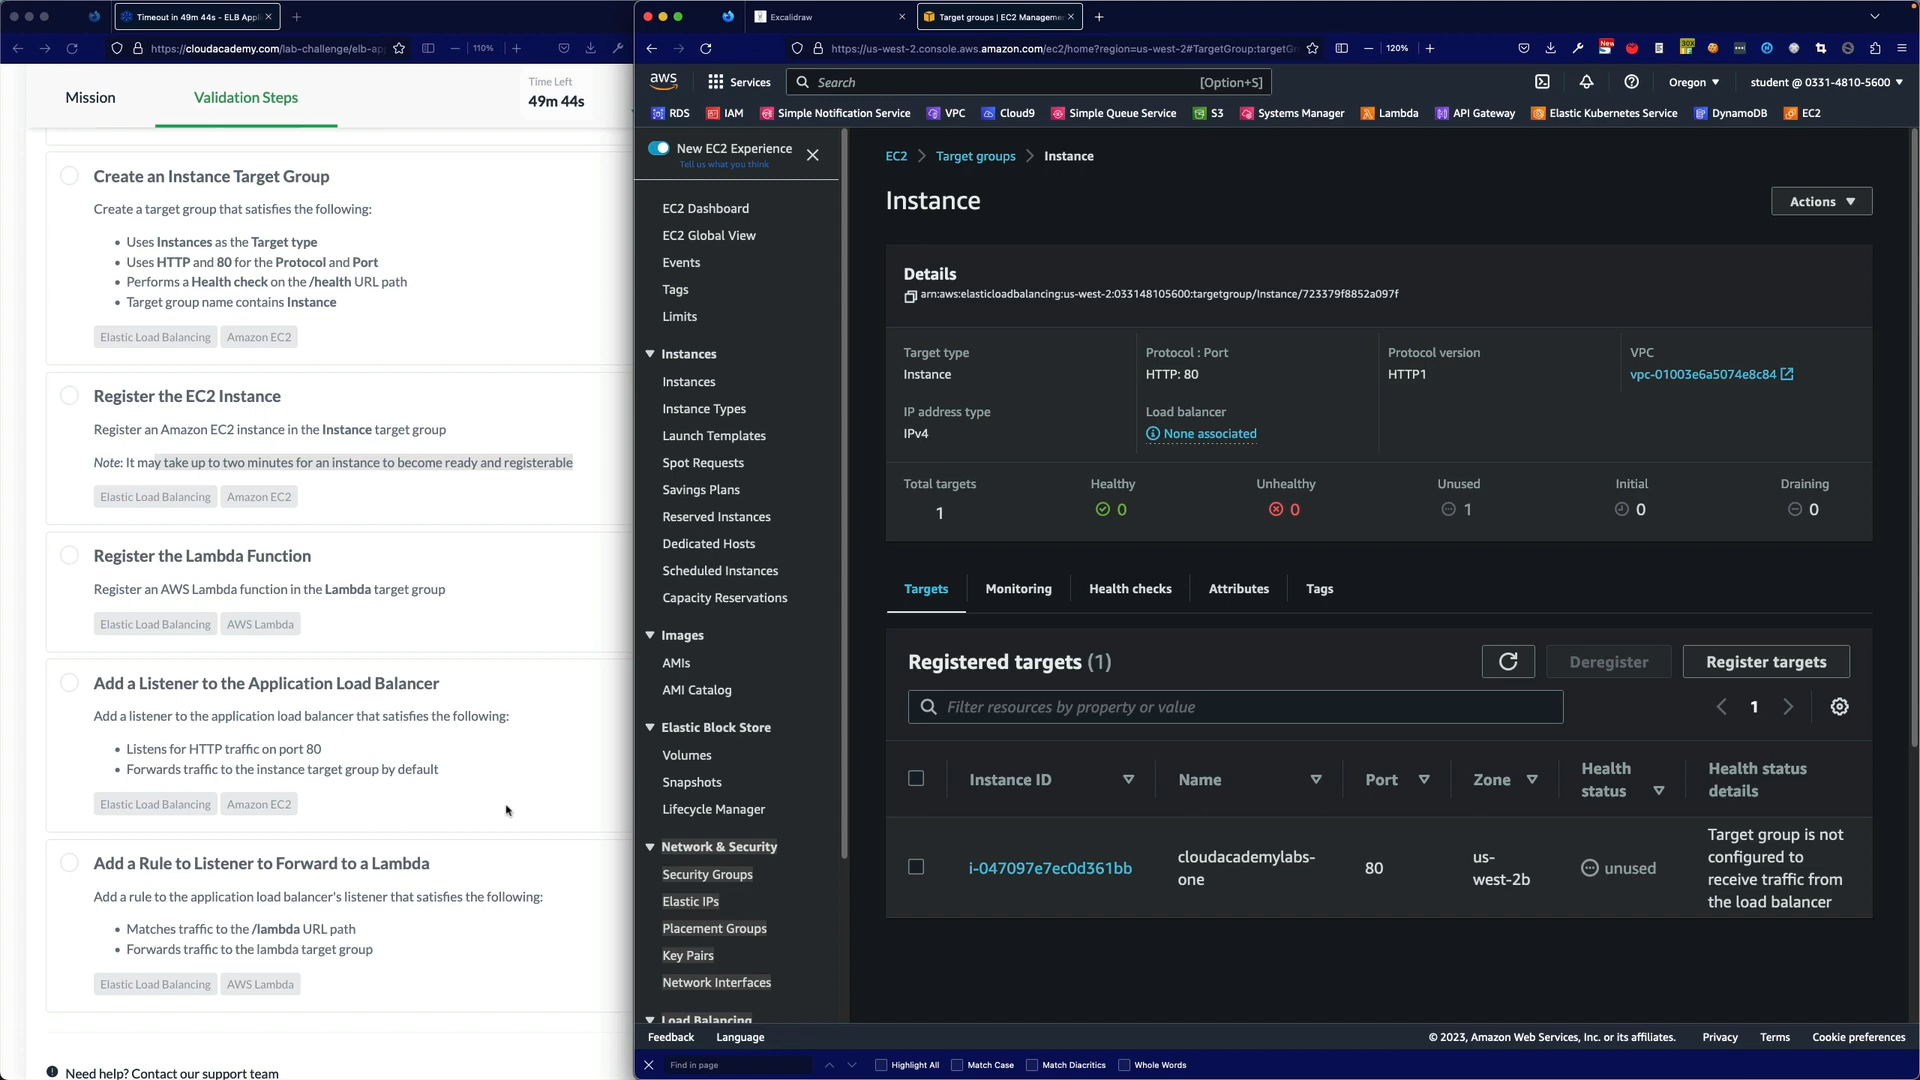 Timeout in 49m 44s - ELB Appli
https://cloudacademy.com/lab-challenge/elb-ap
110%
Mission
Validation Steps
Time Left
49m 44s
Create an Instance Target Group
Create a target group that satisfies the following:
Uses Instances as the Target type
Uses HTTP and 80 for the Protocol and Port
Performs a Health check on the /health URL path
Target group name contains Instance
Elastic Load Balancing
Amazon EC2
Register the EC2 Instance
Register an Amazon EC2 instance in the Instance target group
Note: It may take up to two minutes for an instance to become ready and registerable
Elastic Load Balancing
Amazon EC2
Register the Lambda Function
Register an AWS Lambda function in the Lambda target group
Elastic Load Balancing
AWS Lambda
Add a Listener to the Application Load Balancer
Add a listener to the application load balancer that satisfies the following:
Listens for HTTP traffic on port 80
Forwards traffic to the instance target group by default
Elastic Load Balancing
Amazon EC2
Add a Rule to Listener to Forward to a Lambda
Add a rule to the application load balancer's listener that satisfies the following:
Matches traffic to the /lambda URL path
Forwards traffic to the lambda target group
Elastic Load Balancing
AWS Lambda
Need help? Contact our support team
Excalidraw
Target groups | EC2 Manageme
https://us-west-2.console.aws.amazon.com/ec2/home?region=us-west-2#TargetGroup:targetGr
120%
New
30X
aws
Services
Search
[Option+S]
Oregon
student @ 0331-4810-5600
RDS
IAM
Simple Notification Service
VPC
Cloud9
Simple Queue Service
S3
Systems Manager
Lambda
API Gateway
Elastic Kubernetes Service
DynamoDB
EC2
New EC2 Experience
Tell us what you think
EC2 Dashboard
EC2 Global View
Events
Tags
Limits
Instances
Instances
Instance Types
Launch Templates
Spot Requests
Savings Plans
Reserved Instances
Dedicated Hosts
Scheduled Instances
Capacity Reservations
Images
AMIs
AMI Catalog
Elastic Block Store
Volumes
Snapshots
Lifecycle Manager
Network & Security
Security Groups
Elastic IPs
Placement Groups
Key Pairs
Network Interfaces
Load Balancing
EC2
Target groups
Instance
Instance
Actions
Details
arn:aws:elasticloadbalancing:us-west-2:033148105600:targetgroup/Instance/723379f8852a097f
Target type
Instance
Protocol : Port
HTTP: 80
Protocol version
HTTP1
VPC
vpc-01003e6a5074e8c84
IP address type
IPv4
Load balancer
None associated
Total targets
1
Healthy
0
Unhealthy
0
Unused
1
Initial
0
Draining
0
Targets
Monitoring
Health checks
Attributes
Tags
Registered targets (1)
Deregister
Register targets
Filter resources by property or value
1
Instance ID
Name
Port
Zone
Health status
Health status details
i-047097e7ec0d361bb
cloudacademylabs-
one
80
us-
west-2b
unused
Target group is not
configured to
receive traffic from
the load balancer
Feedback
Language
© 2023, Amazon Web Services, Inc. or its affiliates.
Privacy
Terms
Cookie preferences
Find in page
Highlight All
Match Case
Match Diacritics
Whole Words